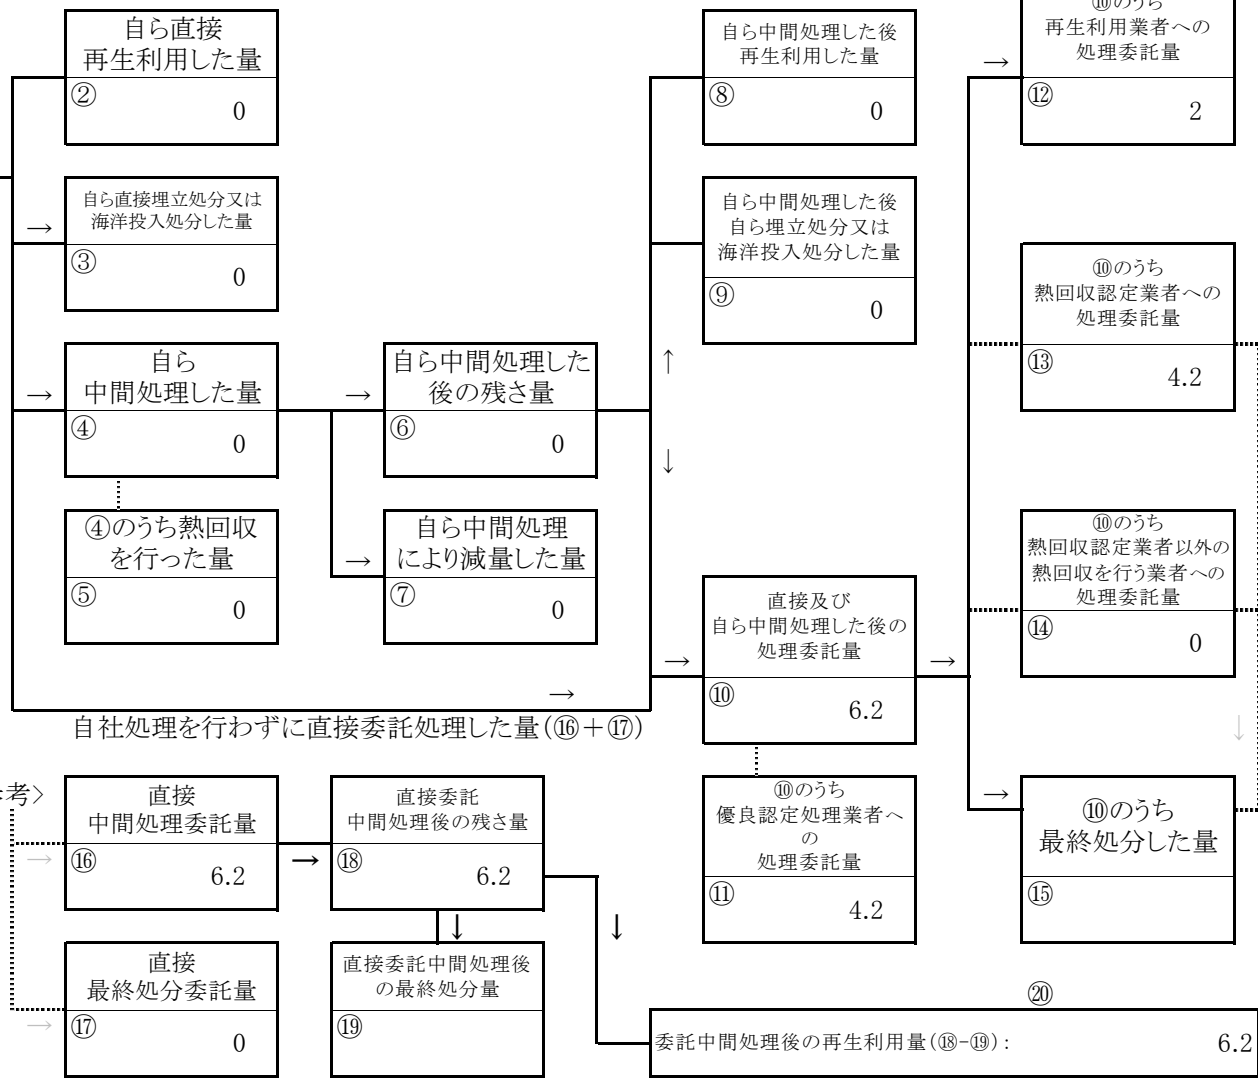 自ら直接
再生利用した量
②
0
自ら直接埋立処分又は
海洋投入処分した量
→
③
0
自ら
中間処理した量
→
④
0
④のうち熱回収
を行った量
⑤
0
自ら中間処理した
後の残さ量
→
⑥
0
自ら中間処理
により減量した量
→
⑦
0
自ら中間処理した後
再生利用した量
⑧
0
自ら中間処理した後
自ら埋立処分又は
海洋投入処分した量
⑨
0
↑
↓
→
自社処理を行わずに直接委託処理した量(⑯+⑰)
直接及び
自ら中間処理した後の
処理委託量
→
⑩
6.2
→
⑩のうち
優良認定処理業者へ
の
処理委託量
⑪
4.2
⑩のうち
再生利用業者への
処理委託量
→
⑫
2
⑩のうち
熱回収認定業者への
処理委託量
⑬
4.2
⑩のうち
熱回収認定業者以外の
熱回収を行う業者への
処理委託量
⑭
0
↓
⑩のうち
最終処分した量
→
⑮
考>
直接
中間処理委託量
→
⑯
6.2
→
直接委託
中間処理後の残さ量
⑱
6.2
↓
↓
直接
最終処分委託量
→
⑰
0
直接委託中間処理後
の最終処分量
⑲
⑳
委託中間処理後の再生利用量(⑱-⑲):
6.2